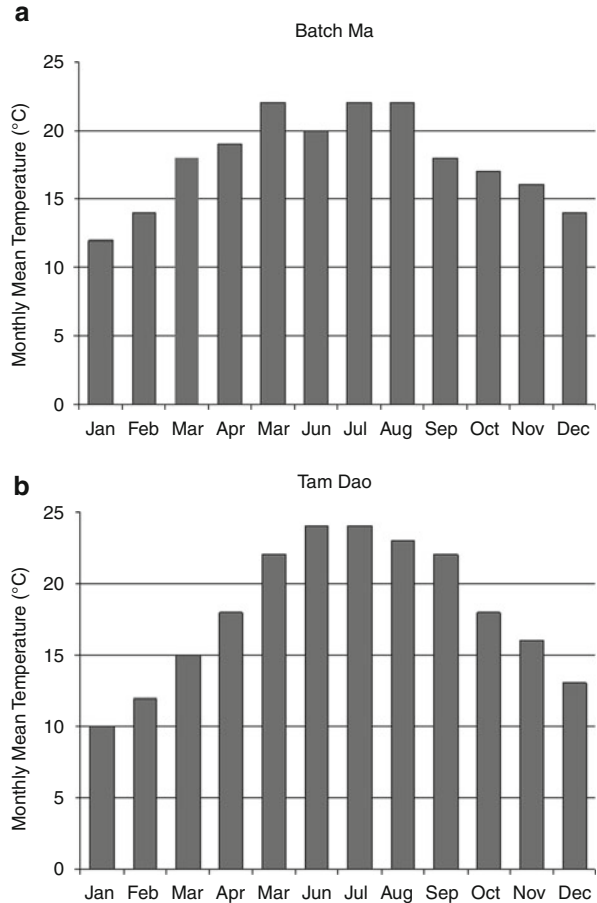 a
Batch Ma
Monthly Mean Temperature (°C)
25
20
15
10
5
0
Jan Feb Mar Apr Mar Jun Jul Aug Sep Oct Nov Dec
b
Tam Dao
Monthly Mean Temperature (°C)
25
20
15
10
5
0
Jan Feb Mar Apr Mar Jun Jul Aug Sep Oct Nov Dec